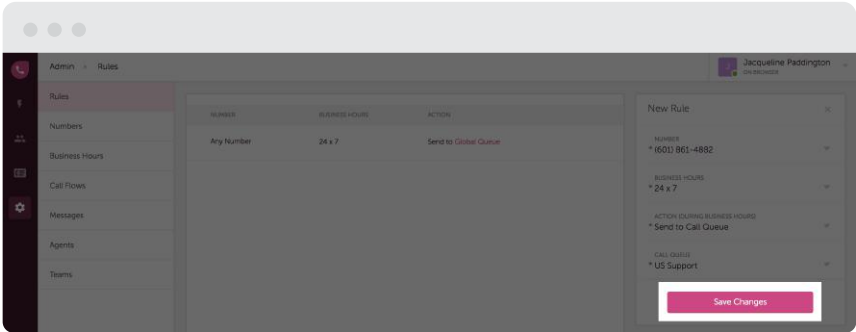 Admin > Rules
Jacqueline Paddington
ON BROWSER
Rules
Numbers
Business Hours
Call Flows
Messages
Agents
Teams
NUMBER BUSINESS HOURS ACTION
Any Number 24 x 7 Send to Global Queue
New Rule
NUMBER
* (601) 861-4882
BUSINESS HOURS
* 24 x 7
ACTION (DURING BUSINESS HOURS)
* Send to Call Queue
CALL QUEUE
* US Support
Save Changes